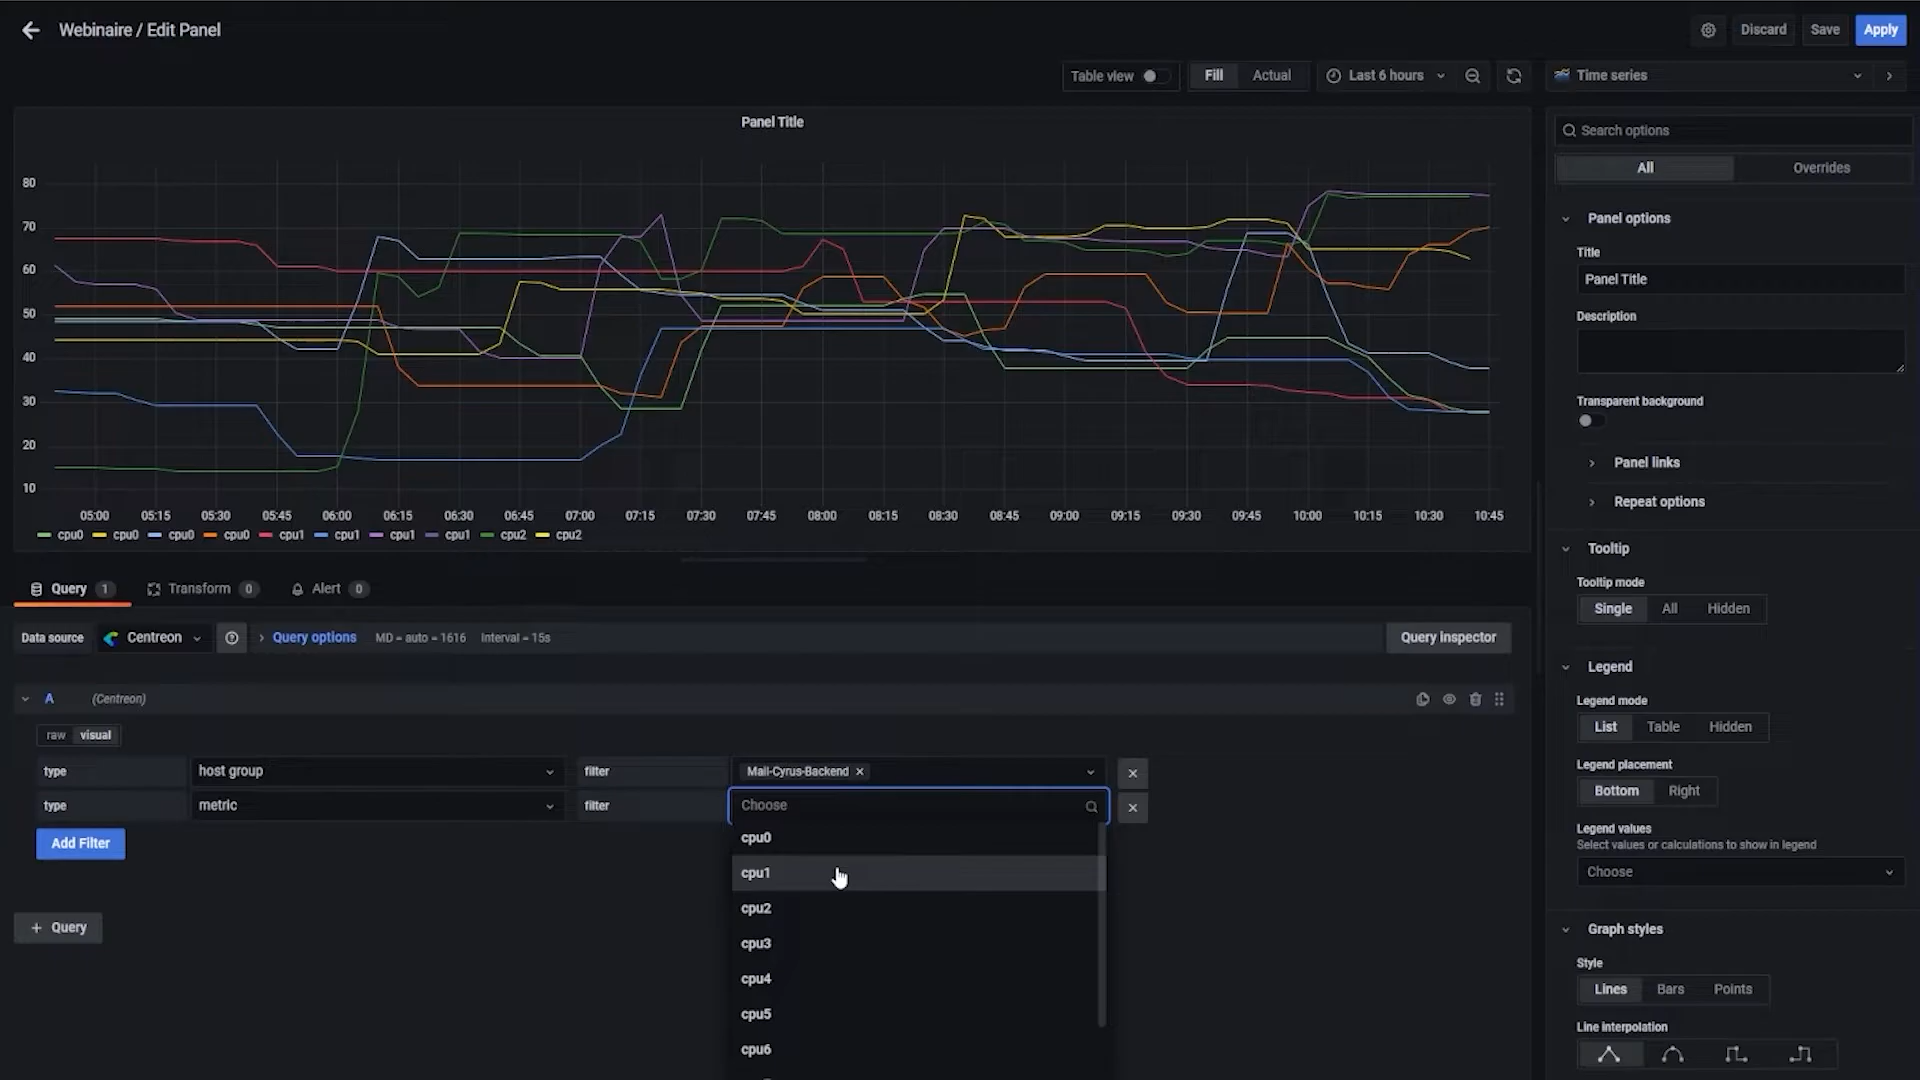 Webinaire / Edit Panel
Discard
Save
Apply
Table view
Fill
Actual
Last 6 hours
Time series
Panel Title
80
70
60
50
40
30
20
10
05:00 05:15 05:30 05:45 06:00 06:15 06:30 06:45 07:00 07:15 07:30 07:45 08:00 08:15 08:30 08:45 09:00 09:15 09:30 09:45 10:00 10:15 10:30 10:45
cpu0 cpu0 cpu0 cpu0 cpu1 cpu1 cpu1 cpu1 cpu2 cpu2
Query 1
Transform 0
Alert 0
Data source
Centreon
Query options
MD = auto = 1616
Interval = 15s
Query inspector
A (Centreon)
raw visual
type host group filter Mail-Cyrus-Backend
type metric filter Choose
Add Filter
cpu0
cpu1
cpu2
cpu3
cpu4
cpu5
cpu6
+ Query
Search options
All
Overrides
Panel options
Title
Panel Title
Description
Transparent background
Panel links
Repeat options
Tooltip
Tooltip mode
Single All Hidden
Legend
Legend mode
List Table Hidden
Legend placement
Bottom Right
Legend values
Select values or calculations to show in legend
Choose
Graph styles
Style
Lines Bars Points
Line interpolation